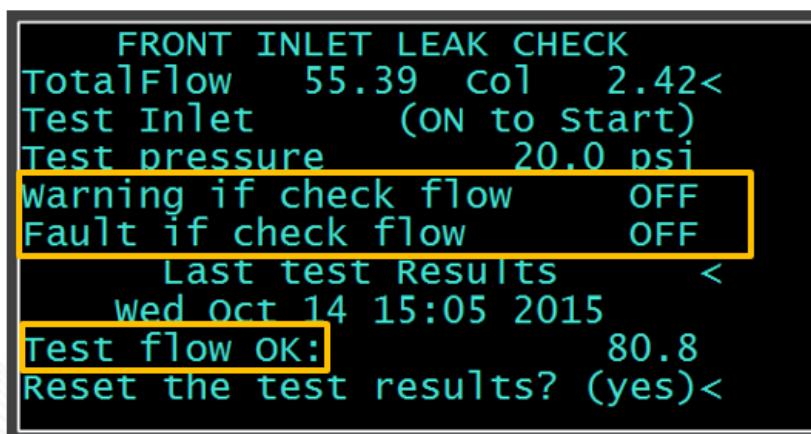 FRONT INLET LEAK CHECK
TotalFlow 55.39 Col 2.42<
Test Inlet (ON to Start)
Test pressure 20.0 psi
Warning if check flow OFF
Fault if check flow OFF
Last test Results <
Wed Oct 14 15:05 2015
Test flow OK: 80.8
Reset the test results? (yes)<